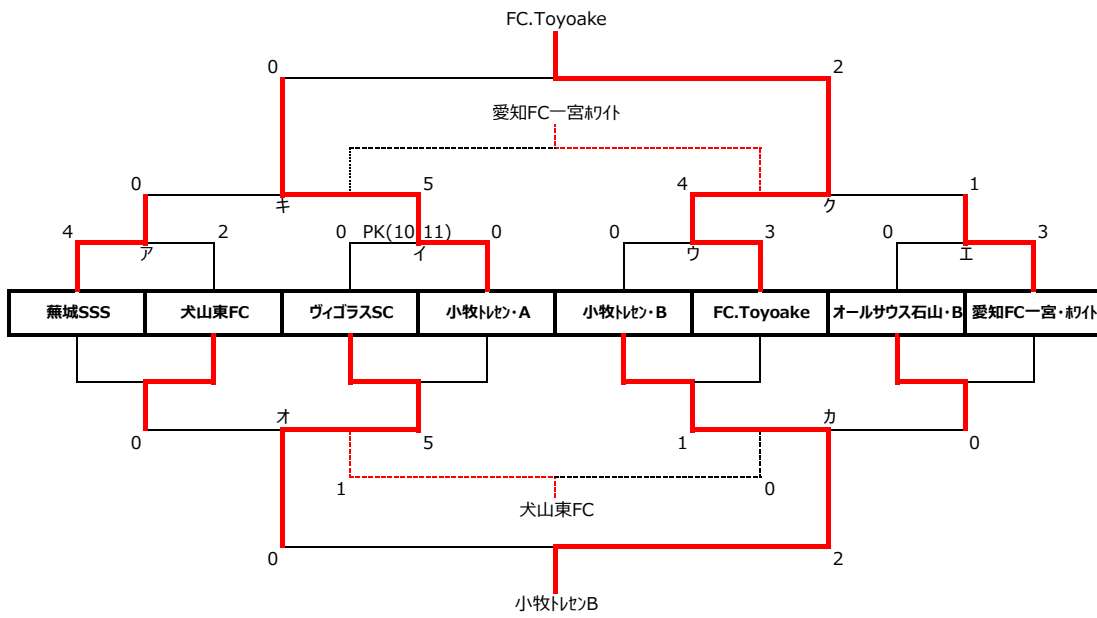 FC.Toyoake
0 2
愛知FC一宮ﾎﾜｲﾄ
0 キ 5 4 ク 1
4 ア 2 0 PK(10 11) イ 0 0 ウ 3 0 エ 3
蕪城SSS 犬山東FC ヴィゴラスSC 小牧ﾄﾚｾﾝ・A 小牧ﾄﾚｾﾝ・B FC.Toyoake オールサウス石山・B 愛知FC一宮・ﾎﾜｲﾄ
0 オ 5 1 カ 0
1 0
犬山東FC
0 2
小牧ﾄﾚｾﾝB